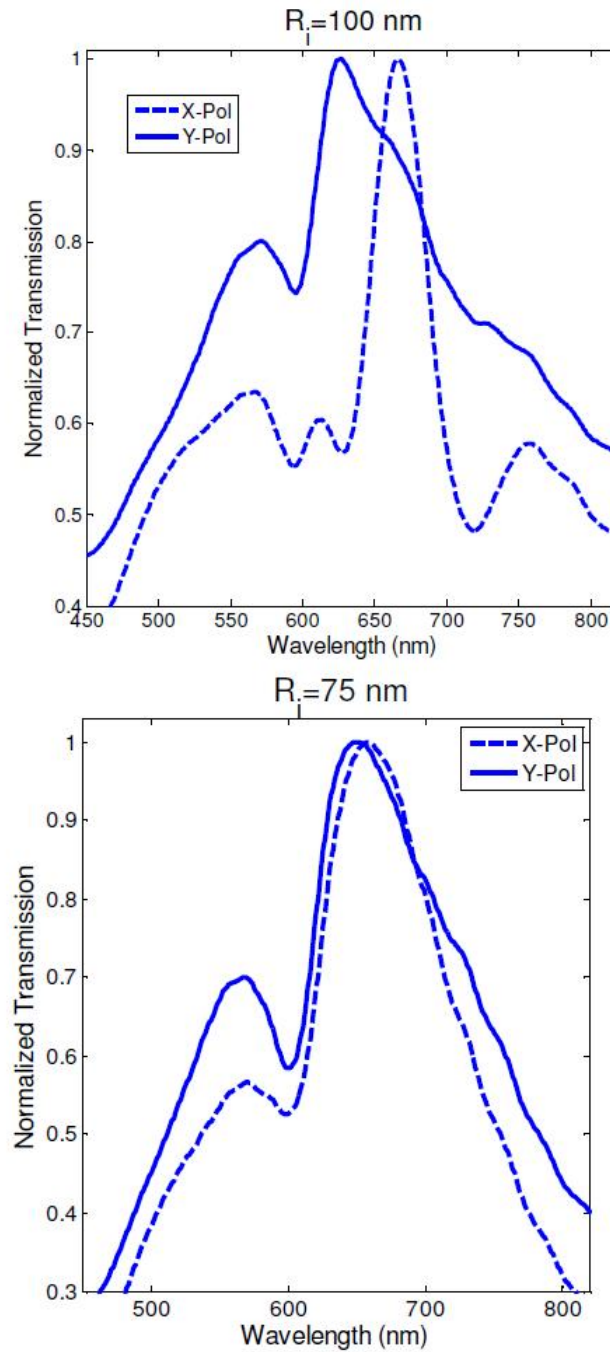 R_i=100 nm
1
X-Pol
Y-Pol
0.9
0.8
0.7
0.6
0.5
0.4
Normalized Transmission
450 500 550 600 650 700 750 800
Wavelength (nm)
R_i=75 nm
1
X-Pol
Y-Pol
0.9
0.8
0.7
0.6
0.5
0.4
0.3
Normalized Transmission
500 600 700 800
Wavelength (nm)